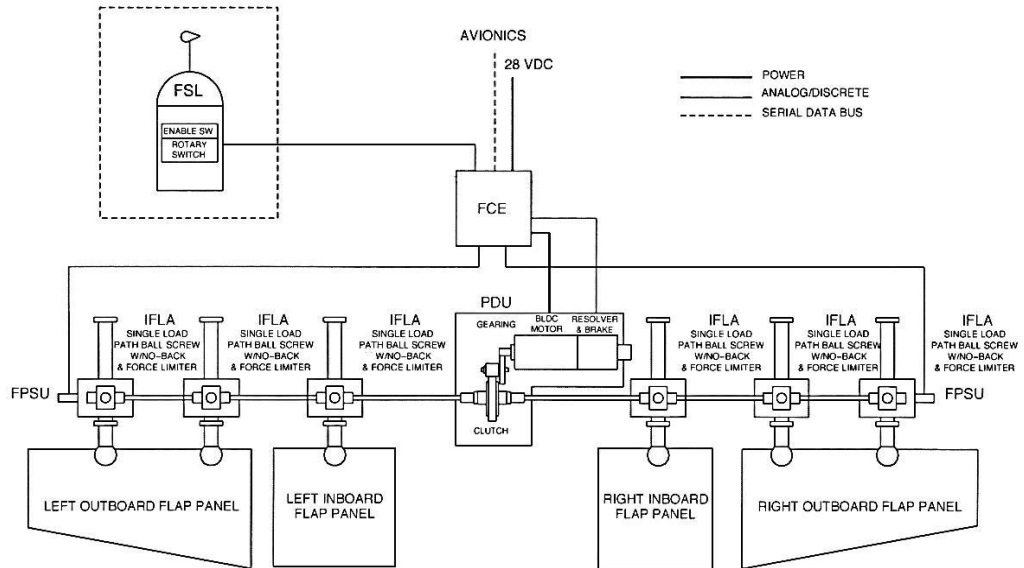 AVIONICS
28 VDC
POWER
ANALOG/DISCRETE
SERIAL DATA BUS
FSL
ENABLE SW
ROTARY
SWITCH
FCE
PDU
GEARING
BLDC
MOTOR
RESOLVER
& BRAKE
CLUTCH
IFLA
SINGLE LOAD
PATH BALL SCREW
W/NO-BACK
& FORCE LIMITER
IFLA
SINGLE LOAD
PATH BALL SCREW
W/NO-BACK
& FORCE LIMITER
IFLA
SINGLE LOAD
PATH BALL SCREW
W/NO-BACK
& FORCE LIMITER
IFLA
SINGLE LOAD
PATH BALL SCREW
W/NO-BACK
& FORCE LIMITER
IFLA
SINGLE LOAD
PATH BALL SCREW
W/NO-BACK
& FORCE LIMITER
IFLA
SINGLE LOAD
PATH BALL SCREW
W/NO-BACK
& FORCE LIMITER
FPSU
FPSU
LEFT OUTBOARD FLAP PANEL
LEFT INBOARD
FLAP PANEL
RIGHT INBOARD
FLAP PANEL
RIGHT OUTBOARD FLAP PANEL